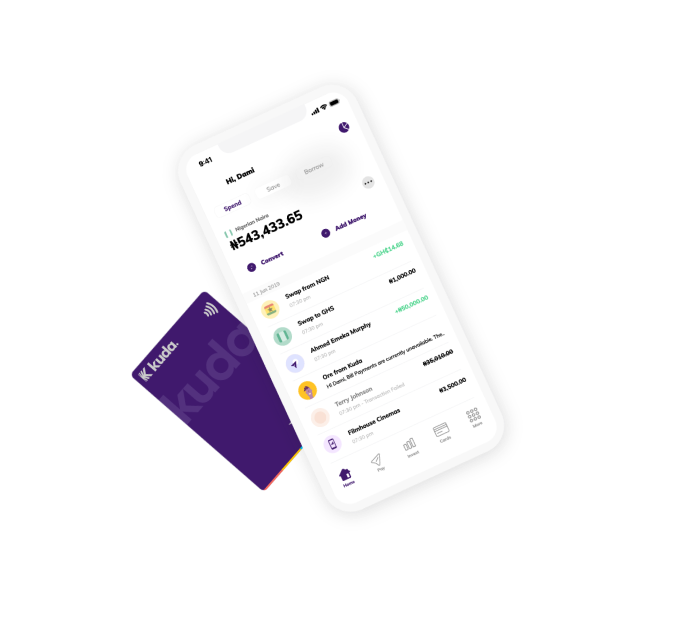 9:41
Hi, Dami
Spend
Save
Borrow
Nigerian Naira
₦543,433.65
Convert
Add Money
11 Jun 2019
Swap from NGN
07:30 pm
+GH₵14.68
Swap to GHS
07:30 pm
₦1,000.00
Ahmed Emeka Murphy
07:30 pm
+₦50,000.00
Ore from Kuda
Hi Dami, Bill Payments are currently unavailable. The..
Terry Johnson
07:30 pm - Transaction Failed
Filmhouse Cinemas
07:30 pm
₦3,500.00
Home
Pay
Invest
Cards
More
kuda.
kuda